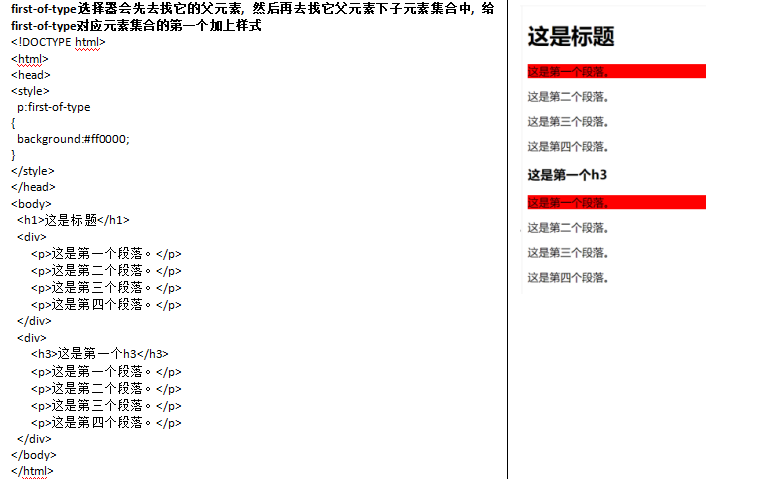 first-of-type选择器会先去找它的父元素, 然后再去找它父元素下子元素集合中, 给
first-of-type对应元素集合的第一个加上样式
<!DOCTYPE html>
<html>
<head>
<style>
p:first-of-type
{
background:#ff0000;
}
</style>
</head>
<body>
<h1>这是标题</h1>
<div>
<p>这是第一个段落。</p>
<p>这是第二个段落。</p>
<p>这是第三个段落。</p>
<p>这是第四个段落。</p>
</div>
<div>
<h3>这是第一个h3</h3>
<p>这是第一个段落。</p>
<p>这是第二个段落。</p>
<p>这是第三个段落。</p>
<p>这是第四个段落。</p>
</div>
</body>
</html>
这是标题
这是第一个段落。
这是第二个段落。
这是第三个段落。
这是第四个段落。
这是第一个h3
这是第一个段落。
这是第二个段落。
这是第三个段落。
这是第四个段落。